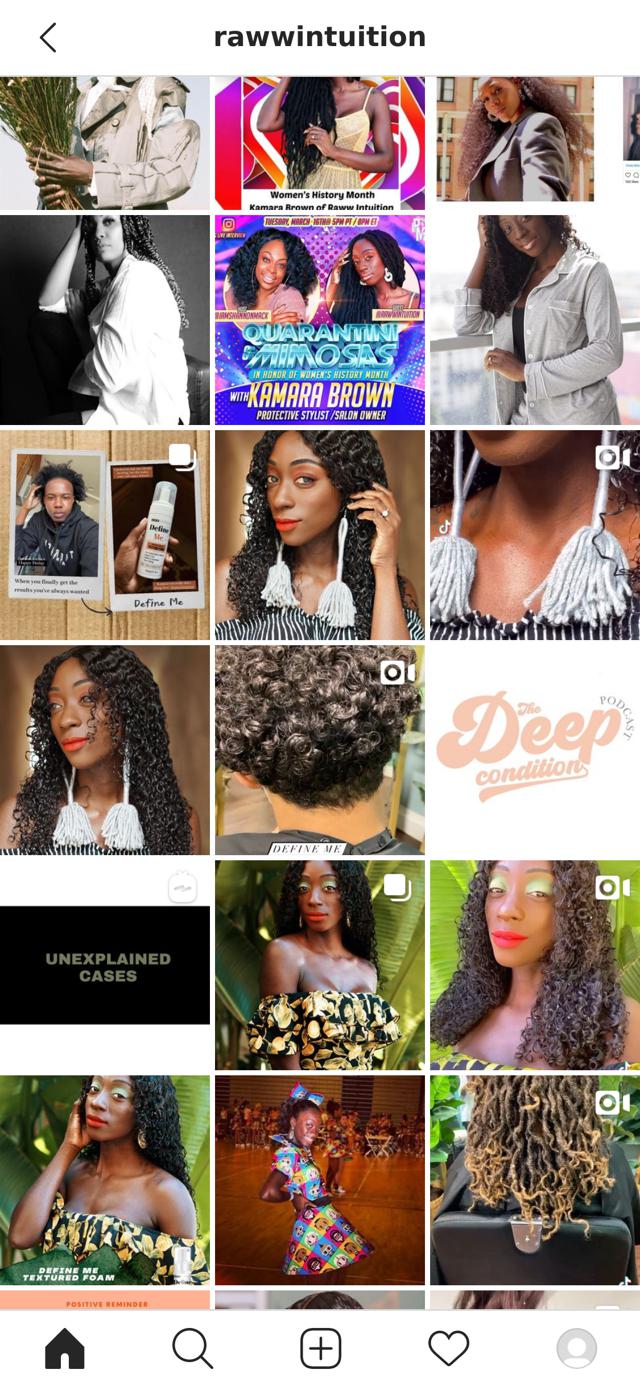 rawwintuition
Women's History Month
Kamara Brown of Raww Intuition
TUESDAY, MARCH 16TH@ 5PM PT / 8PM ET
LIVE INTERVIEW
@IAMSHANNONMACK
@RAWWINTUITION
QUARANTINI
MIMOSAS
IN HONOR OF WOMEN'S HISTORY MONTH
WITH KAMARA BROWN
PROTECTIVE STYLIST / SALON OWNER
Define
Me
When you finally get the
results you've always wanted
Define Me
DEFINE ME
The
Deep
condition
PODCAST
UNEXPLAINED
CASES
DEFINE ME
TEXTURED FOAM
POSITIVE REMINDER